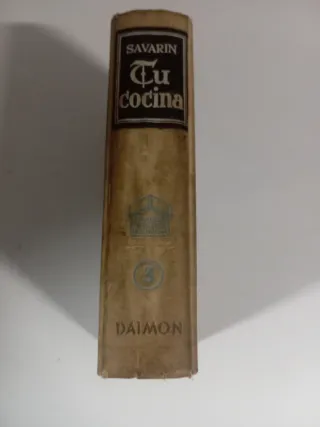 SAVARIN
Tu
cocina
3
DAIMON